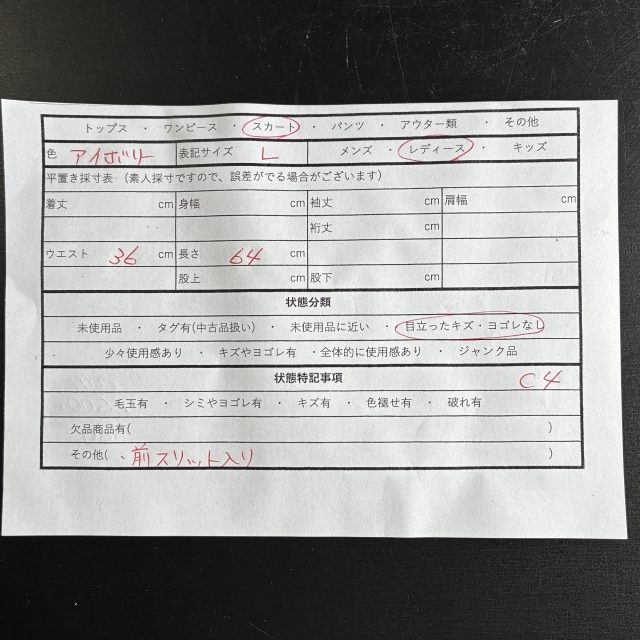 トップス ・ ワンピース ・ スカート ・ パンツ ・ アウター類 ・ その他
色 アイボリー 表記サイズ L メンズ ・ レディース ・ キッズ
平置き採寸表（素人採寸ですので、誤差がでる場合がございます）
着丈 cm 身幅 cm 袖丈 cm 肩幅 cm
裄丈 cm
ウエスト 36 cm 長さ 64 cm
股上 cm 股下 cm
状態分類
未使用品 ・ タグ有(中古品扱い) ・ 未使用品に近い ・ 目立ったキズ・ヨゴレなし
少々使用感あり ・ キズやヨゴレ有 ・全体的に使用感あり ・ ジャンク品
状態特記事項 C4
毛玉有 ・ シミやヨゴレ有 ・ キズ有 ・ 色褪せ有 ・ 破れ有
欠品商品有( )
その他( ・前スリット入り )